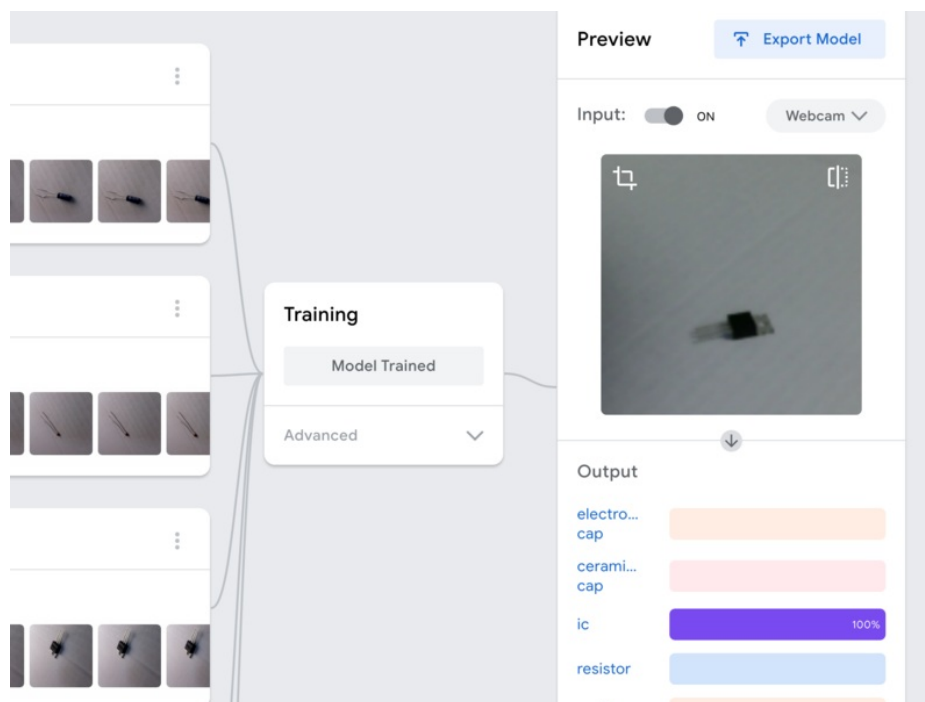 Preview
Export Model
Input:
ON
Webcam
Training
Model Trained
Advanced
Output
electro...
cap
cerami...
cap
ic
100%
resistor